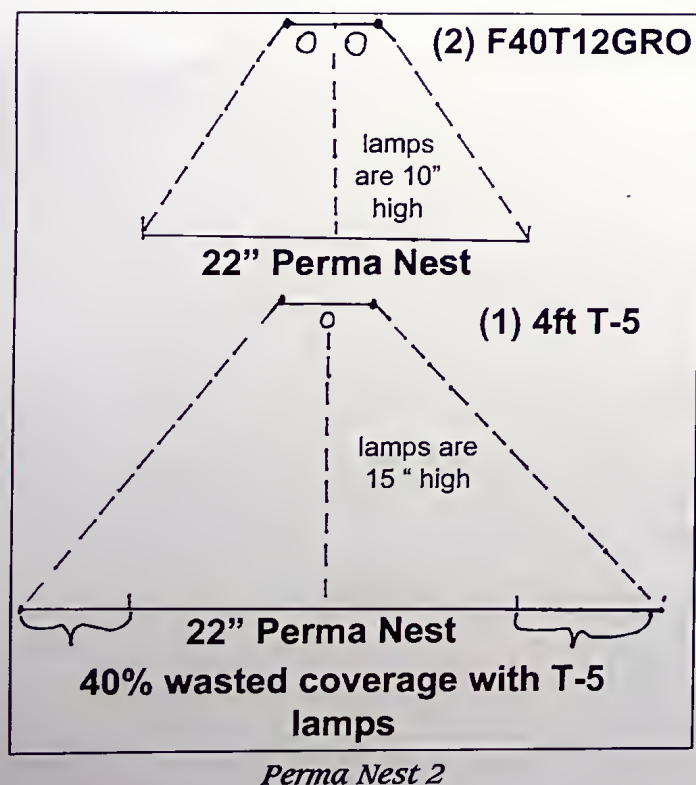 (2) F40T12GRO
lamps
are 10”
high
22” Perma Nest
(1) 4ft T-5
lamps are
15 “ high
22” Perma Nest
40% wasted coverage with T-5
lamps
Perma Nest 2